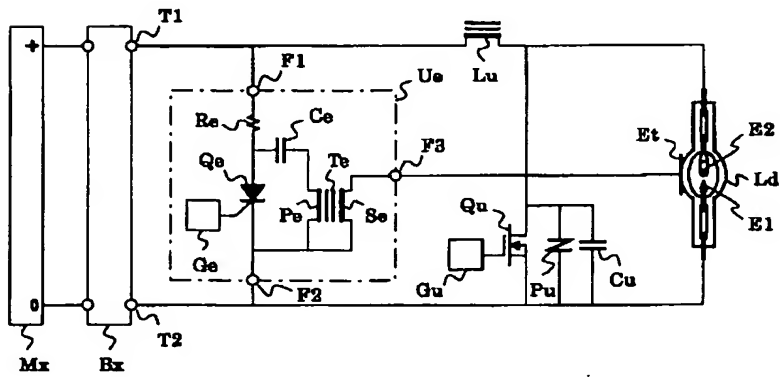 T1
+
F1
Ue
Lu
Re
Ce
Et
E2
F3
Qe
Te
Ld
Qu
Pe
Se
E1
Ge
Gu
Pu
Cu
F2
0
T2
Mx
Bx